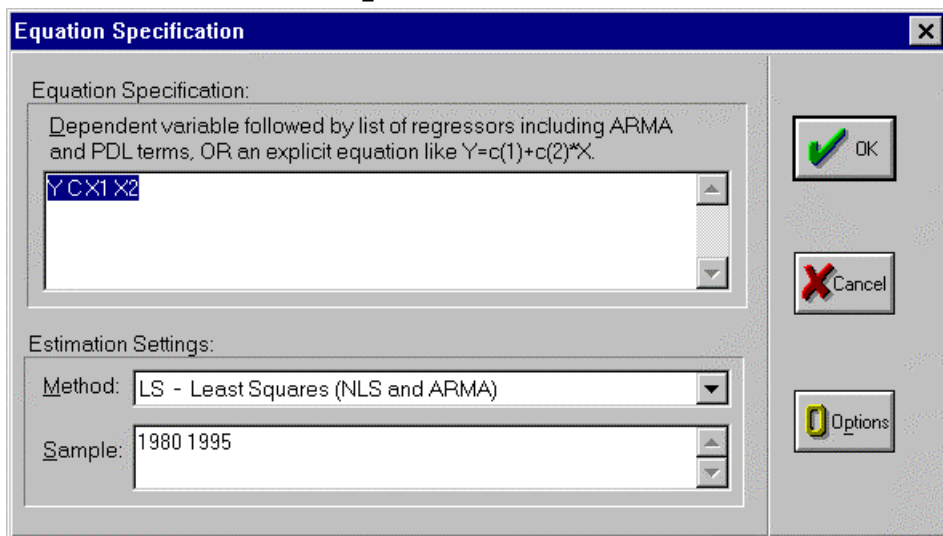 Equation Specification
Equation Specification:
Dependent variable followed by list of regressors including ARMA
and PDL terms, OR an explicit equation like Y=c(1)+c(2)*X.
Y C X1 X2
OK
Cancel
Estimation Settings:
Method: LS - Least Squares (NLS and ARMA)
Sample: 1980 1995
Options